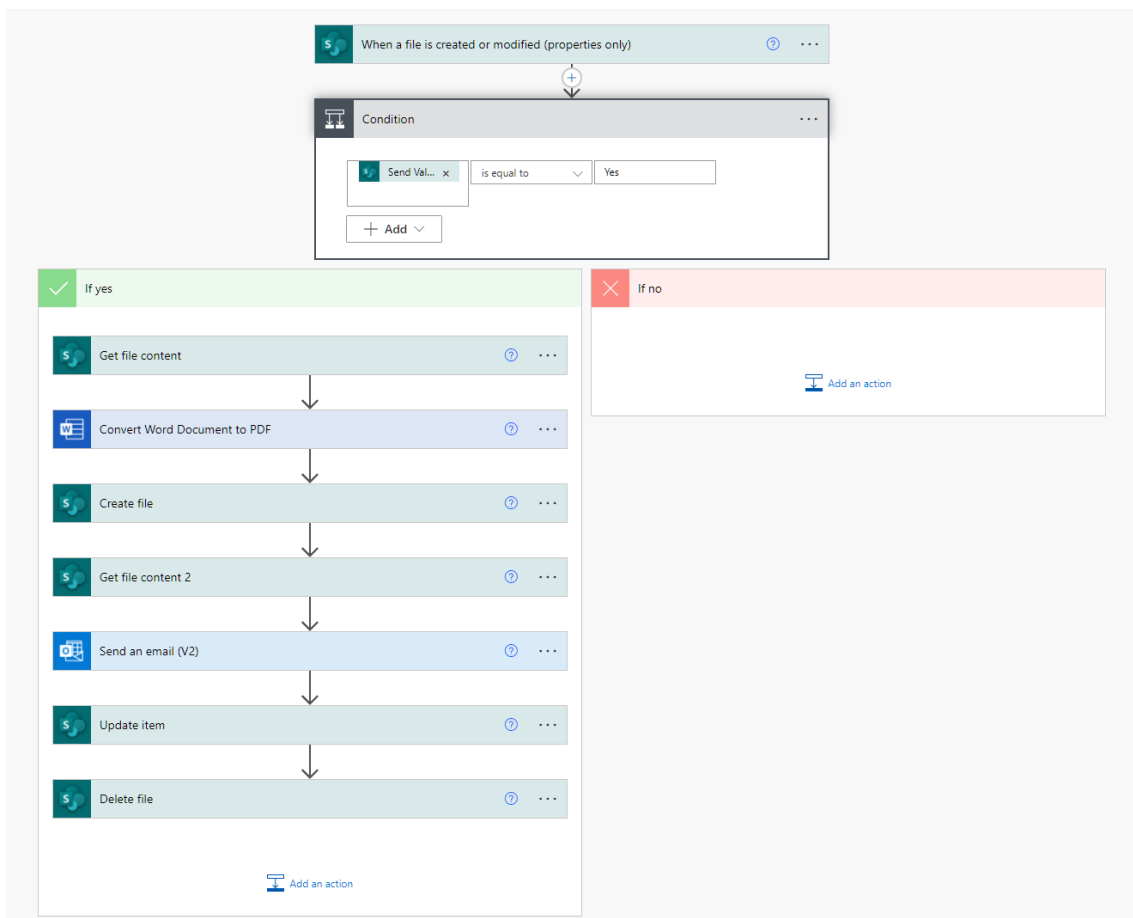 When a file is created or modified (properties only)
Condition
Send Val... x
is equal to
Yes
Add
If yes
If no
Get file content
Add an action
Convert Word Document to PDF
Create file
Get file content 2
Send an email (V2)
Update item
Delete file
Add an action